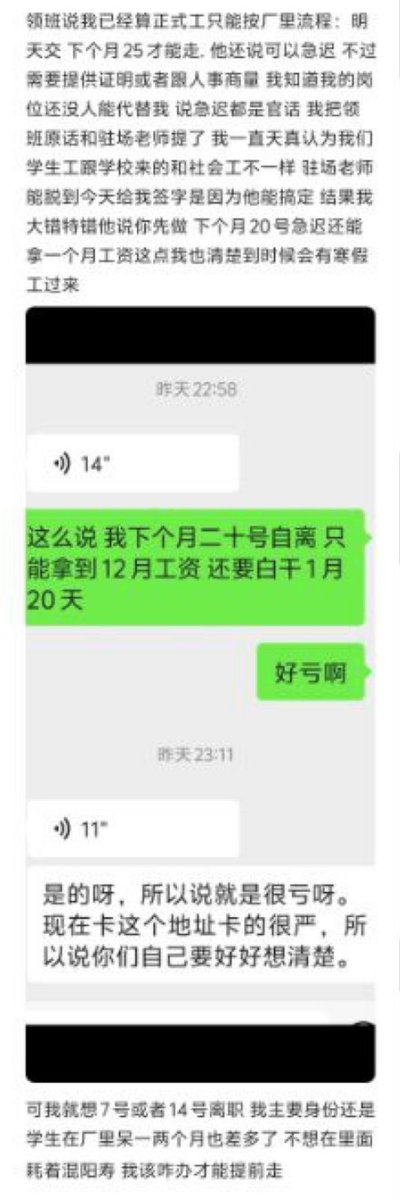 领班说我已经算正式工只能按厂里流程：明
天交 下个月25才能走. 他还说可以急迟 不过
需要提供证明或者跟人事商量 我知道我的岗
位还没人能代替我 说急迟都是官话 我把领
班原话和驻场老师提了 我一直天真认为我们
学生工跟学校来的和社会工不一样 驻场老师
能脱到今天给我签字是因为他能搞定 结果我
大错特错他说你先做 下个月20号急迟还能
拿一个月工资这点我也清楚到时候会有寒假
工过来
昨天22:58
14"
这么说 我下个月二十号自离 只
能拿到12月工资 还要白干1月
20天
好亏啊
昨天23:11
11"
是的呀，所以说就是很亏呀。
现在卡这个地址卡的很严，所
以说你们自己要好好想清楚。
可我就想7号或者14号离职 我主要身份还是
学生在厂里呆一两个月也差多了 不想在里面
耗着混阳寿 我该咋办才能提前走